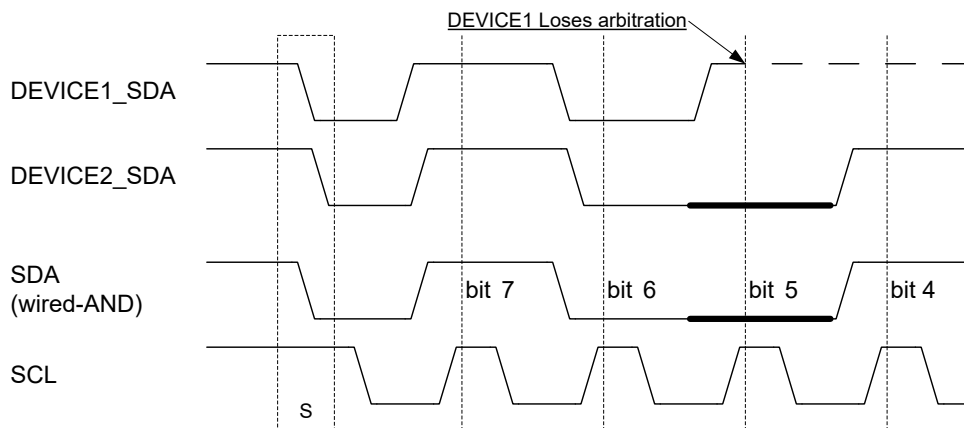 DEVICE1 Loses arbitration
DEVICE1_SDA
DEVICE2_SDA
SDA
(wired-AND)
bit 7 bit 6 bit 5 bit 4
SCL
S